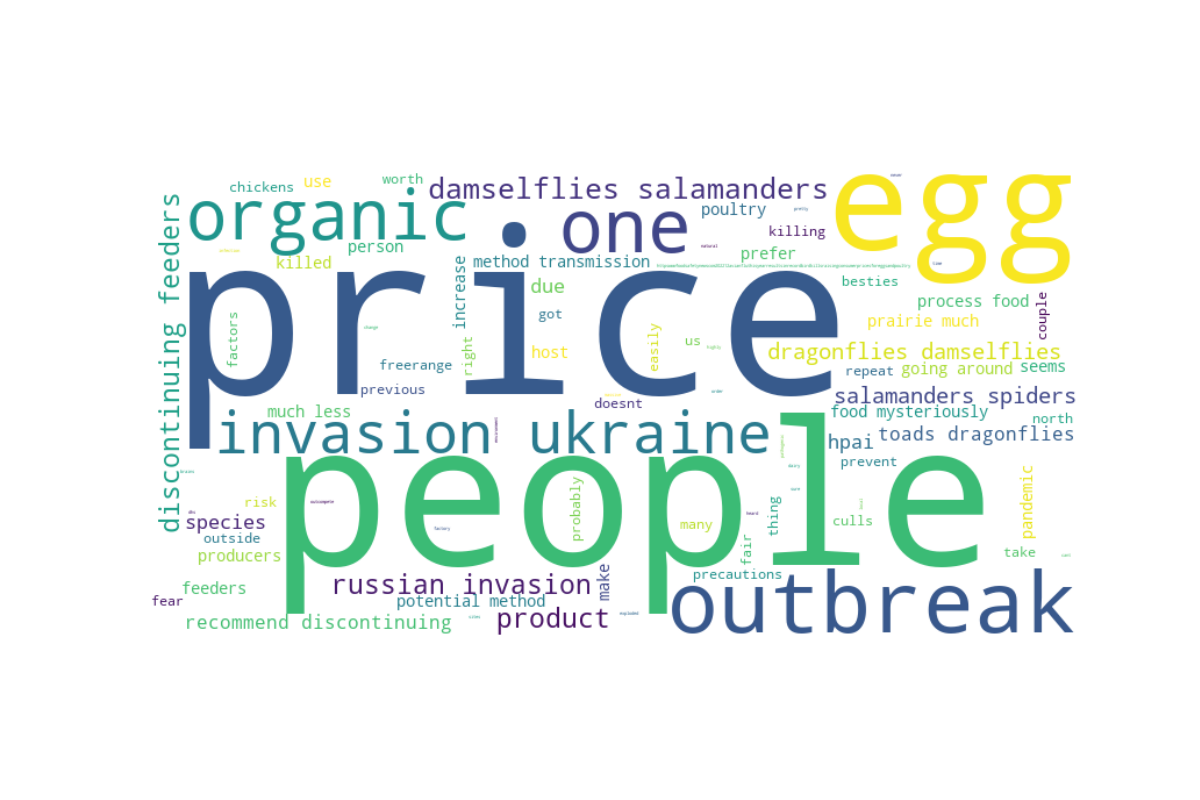 chickens
use
worth
damselflies salamanders
egg
organic
one
poultry
killing
person
prefer
killed
method transmission
besties
discontinuing feeders
price
increase
due
got
process food
couple
prairie much
factors
right
host
easily
us
dragonflies damselflies
freerange
repeat
going around
seems
previous
doesnt
salamanders spiders
much less
food mysteriously
north
invasion ukraine
hpai
toads dragonflies
prevent
people
pandemic
risk
species
outside
probably
many
thing
culls
producers
fair
take
feeders
russian invasion
make
precautions
fear
potential method
outbreak
recommend discontinuing
product